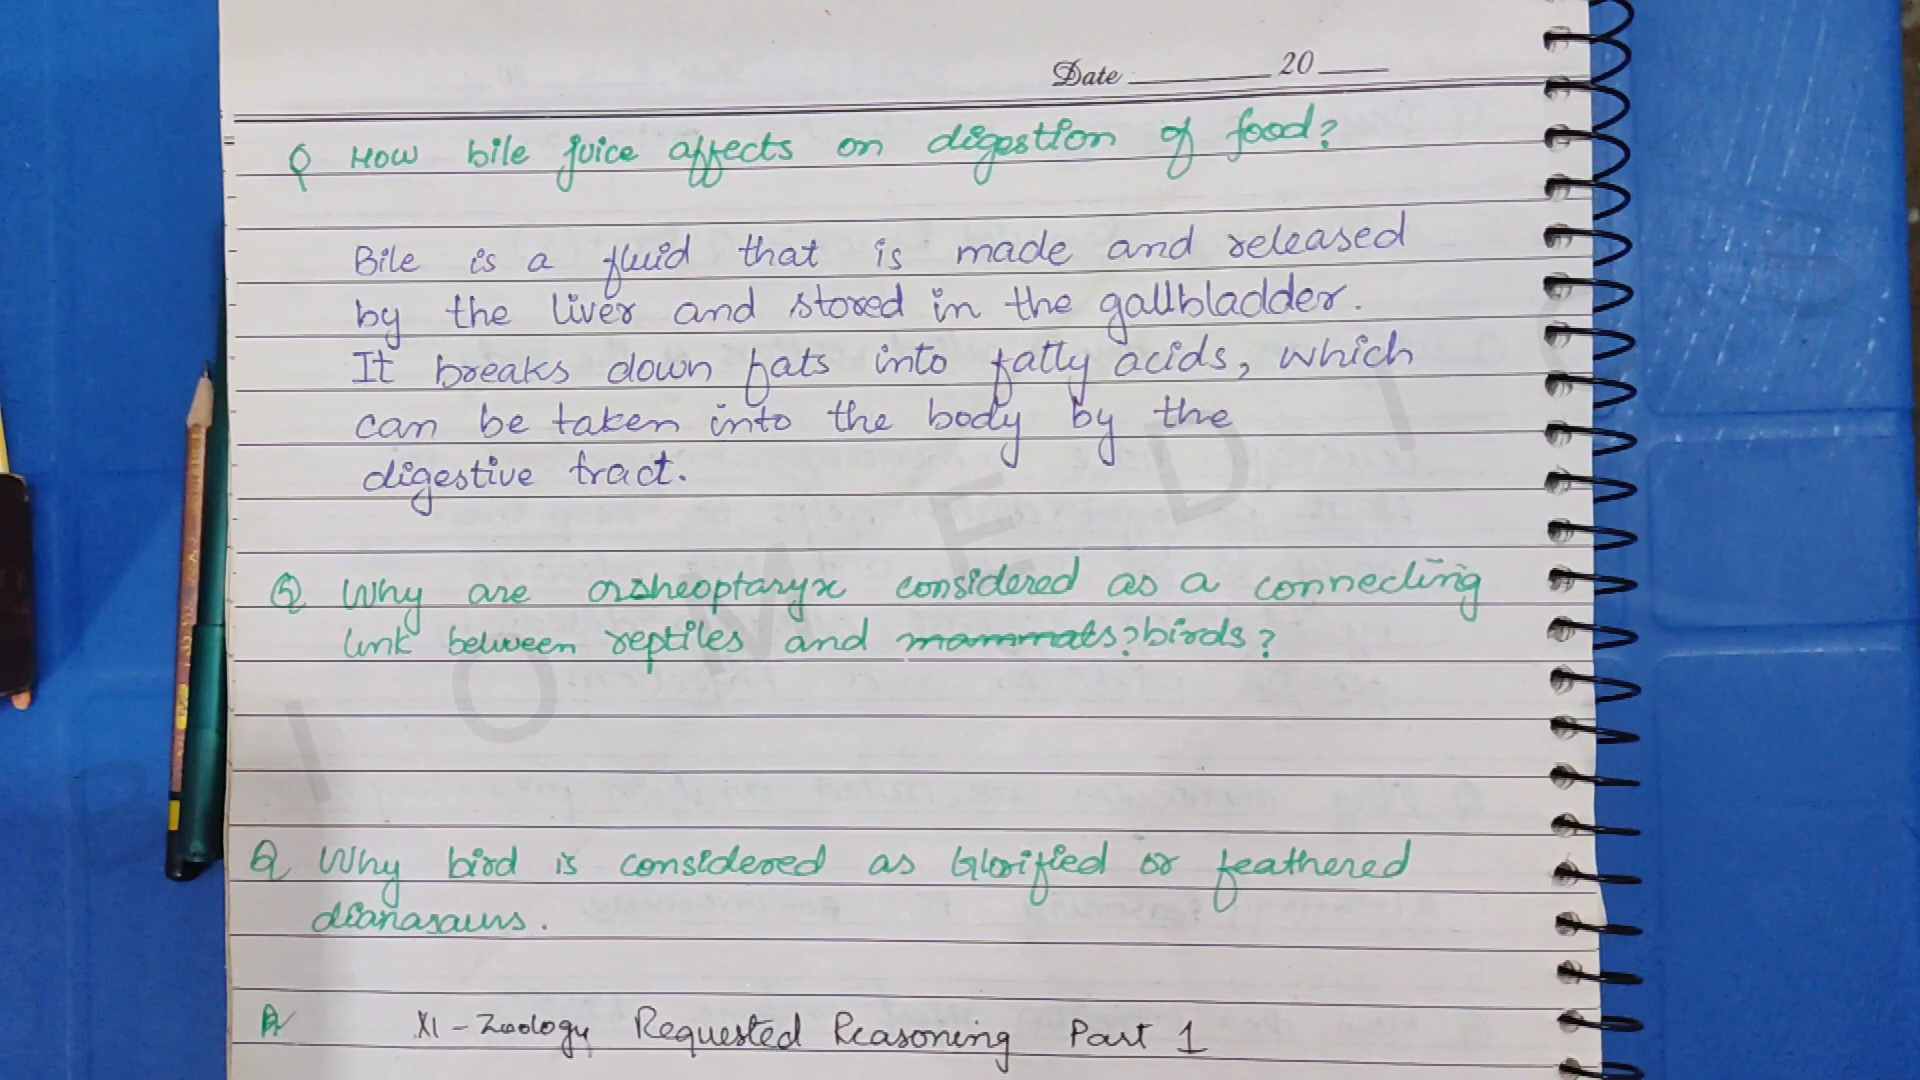 Date ______ 20 ___
Q How bile juice affects on digestion of food?
Bile is a fluid that is made and released
by the liver and stored in the gallbladder.
It breaks down fats into fatty acids, which
can be taken into the body by the
digestive tract.
Q Why are orsheoptaryx considered as a connecting
link between reptiles and mammals? birds?
Q Why bird is considered as Glorified or feathered
dianasaurs.
A XI - Zoology Requested Reasoning Part 1
BIOMEDIOS